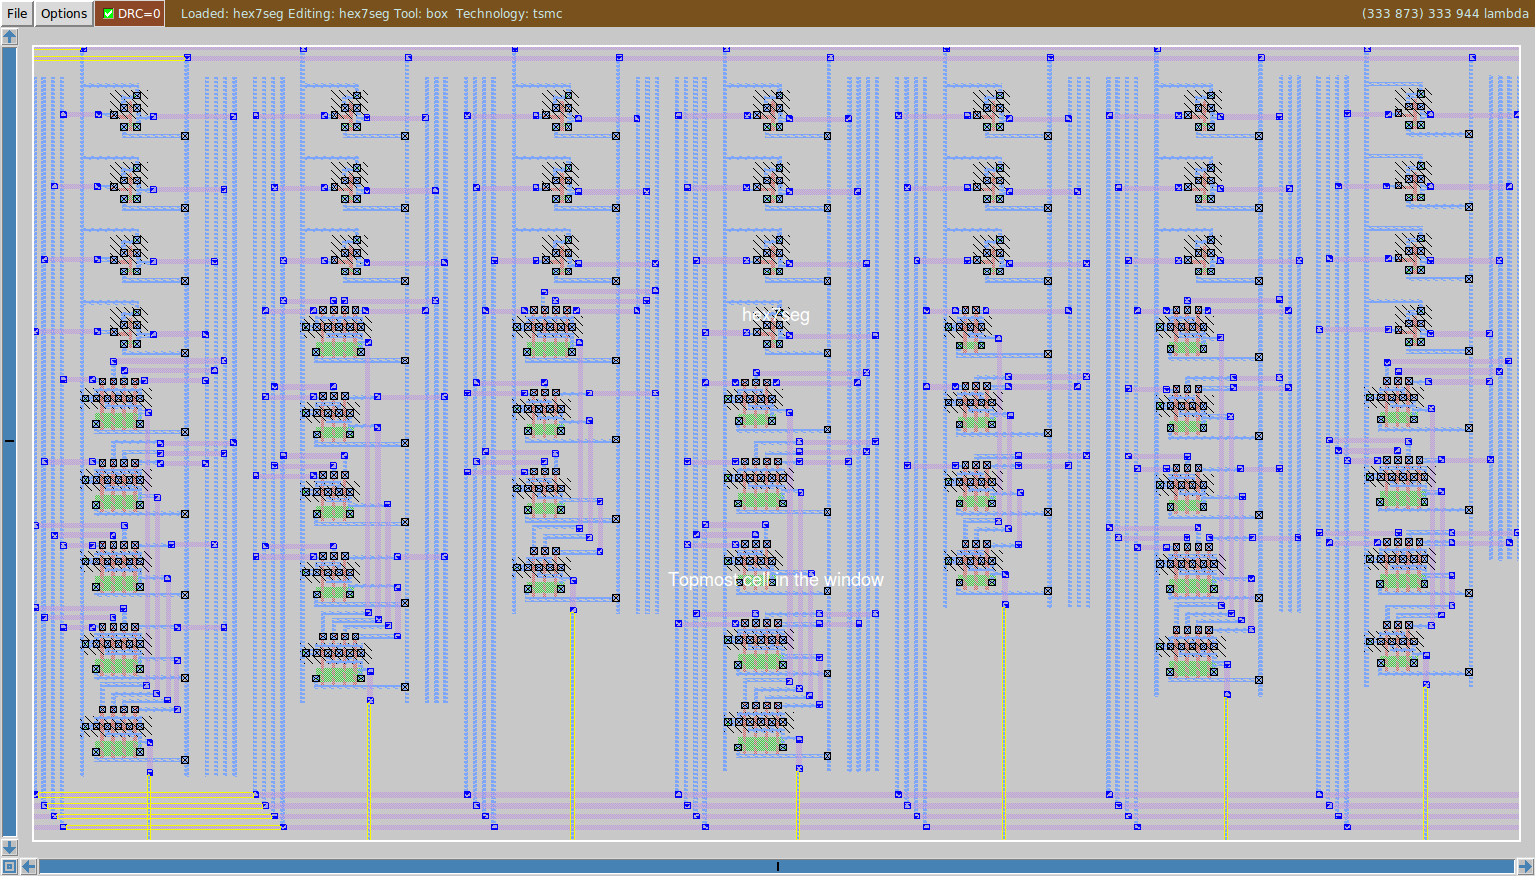 File Options DRC=0 Loaded: hex7seg Editing: hex7seg Tool: box Technology: tsmc (333 873) 333 944 lambda
hex7seg
Topmost cell in the window